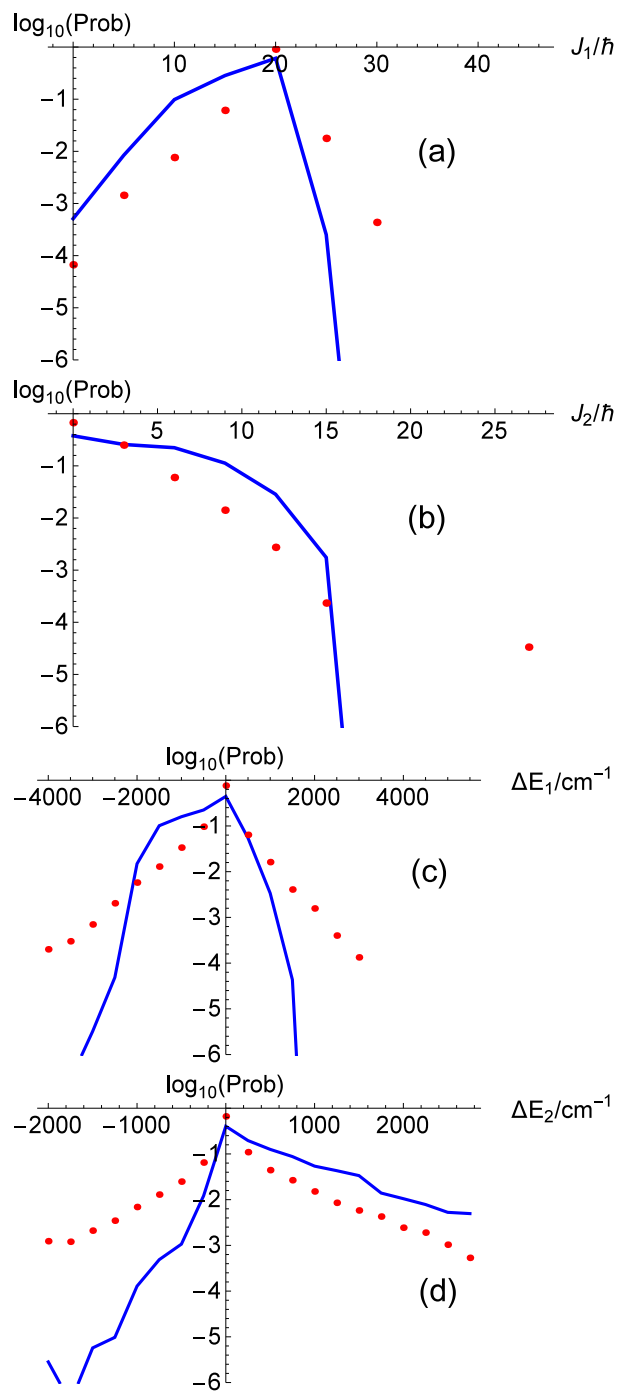 log₁₀(Prob)
J₁/ħ
10 20 30 40
−1
−2
(a)
−3
−4
−5
−6
log₁₀(Prob)
J₂/ħ
5 10 15 20 25
−1
−2
(b)
−3
−4
−5
−6
log₁₀(Prob)
−4000 −2000 2000 4000 ΔE₁/cm⁻¹
−1
−2
(c)
−3
−4
−5
−6
log₁₀(Prob)
−2000 −1000 1000 2000 ΔE₂/cm⁻¹
−1
−2
−3
−4
(d)
−5
−6